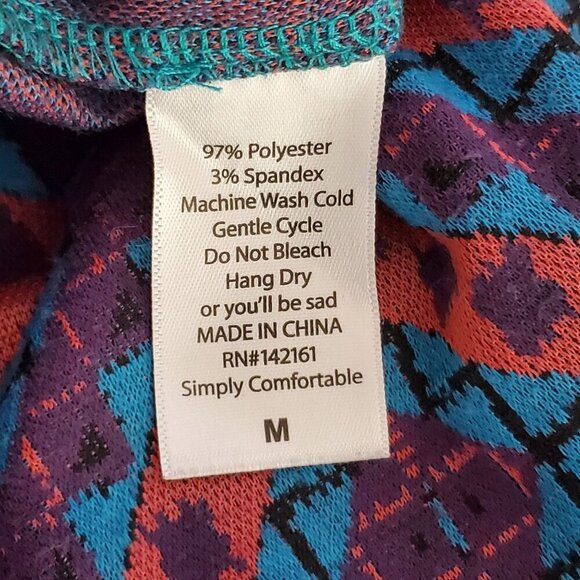 97% Polyester
3% Spandex
Machine Wash Cold
Gentle Cycle
Do Not Bleach
Hang Dry
or you'll be sad
MADE IN CHINA
RN#142161
Simply Comfortable
M